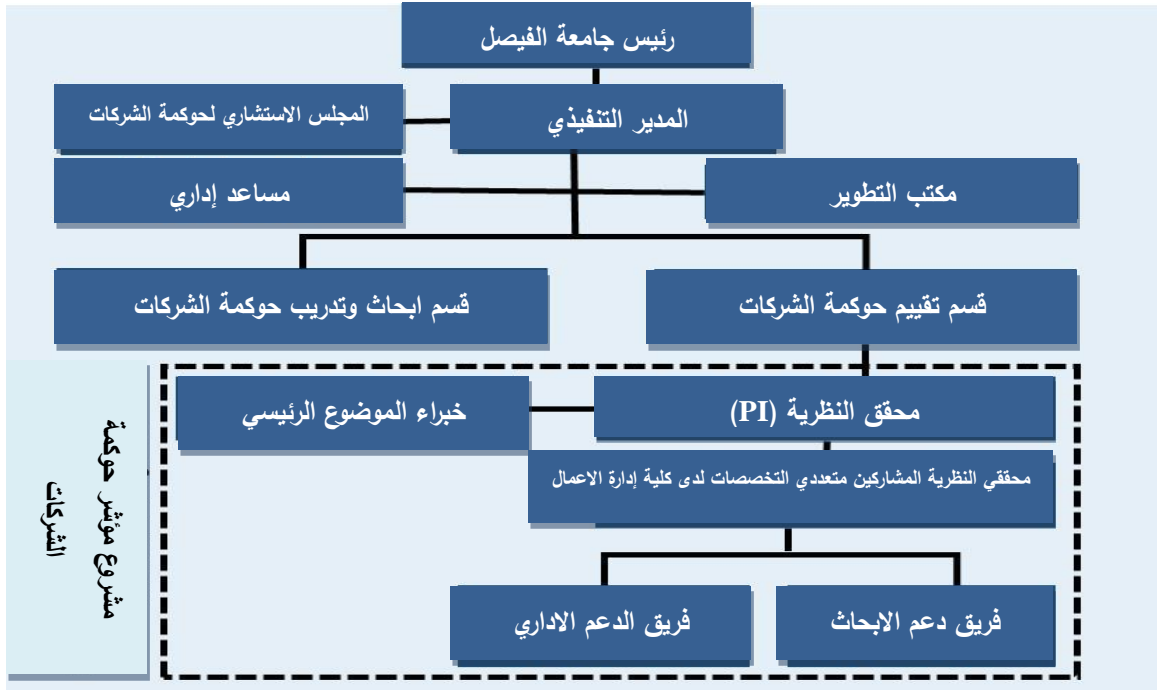 رئيس جامعة الفيصل
المدير التنفيذي
المجلس الاستشاري لحوكمة الشركات
مكتب التطوير
مساعد إداري
قسم تقييم حوكمة الشركات
قسم ابحاث وتدريب حوكمة الشركات
محقق النظرية (PI)
خبراء الموضوع الرئيسي
محققي النظرية المشاركين متعددي التخصصات لدى كلية إدارة الاعمال
فريق دعم الابحاث
فريق الدعم الاداري
مشروع مؤشر حوكمة
الشركات